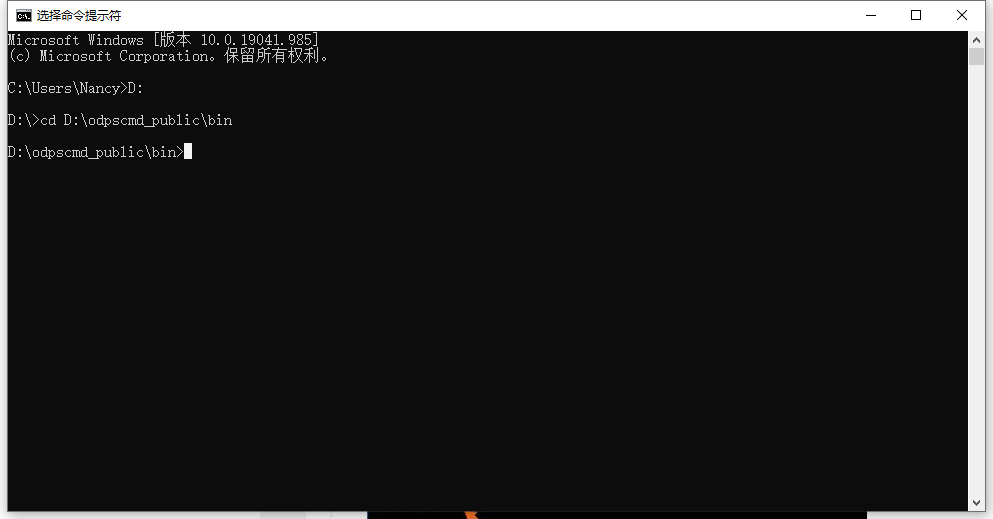 选择命令提示符
Microsoft Windows [版本 10.0.19041.985]
(c) Microsoft Corporation。保留所有权利。
C:\Users\Nancy>D:
D:\>cd D:\odpscmd_public\bin
D:\odpscmd_public\bin>